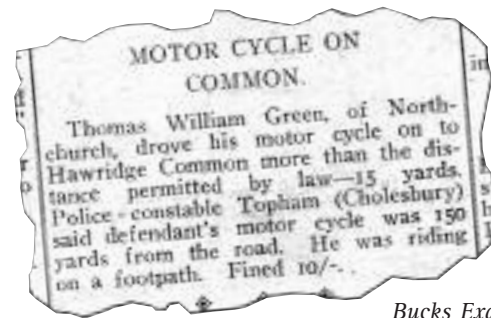 MOTOR CYCLE ON
COMMON.
Thomas William Green, of North-
church, drove his motor cycle on to
Hawridge Common more than the dis-
tance permitted by law—15 yards.
Police-constable Topham (Cholesbury)
said defendant's motor cycle was 150
yards from the road. He was riding
on a footpath. Fined 10/-.
Bucks Exa